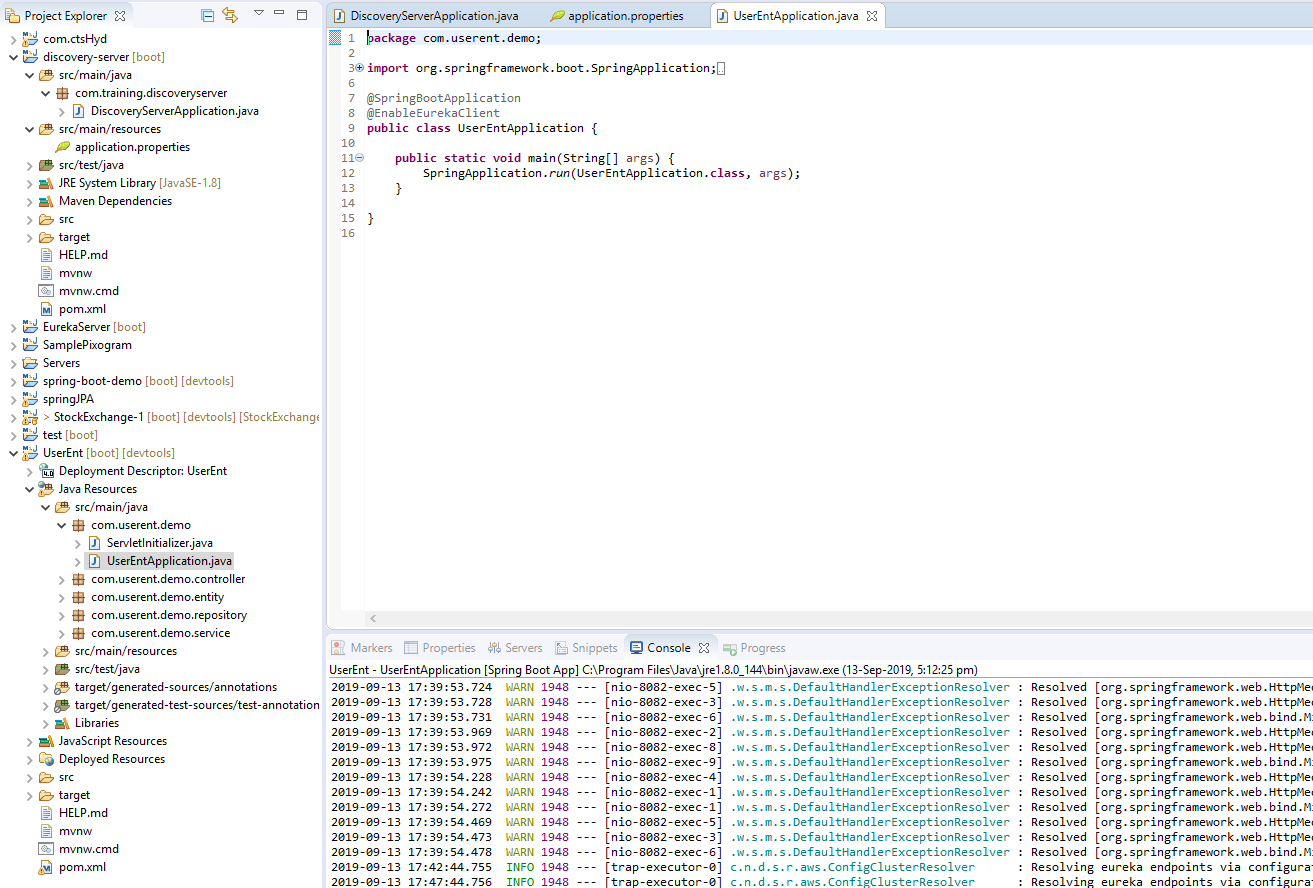 Project Explorer
com.ctsHyd
discovery-server [boot]
src/main/java
com.training.discoveryserver
DiscoveryServerApplication.java
src/main/resources
application.properties
src/test/java
JRE System Library [JavaSE-1.8]
Maven Dependencies
src
target
HELP.md
mvnw
mvnw.cmd
pom.xml
EurekaServer [boot]
SamplePixogram
Servers
spring-boot-demo [boot] [devtools]
springJPA
> StockExchange-1 [boot] [devtools] [StockExchange
test [boot]
UserEnt [boot] [devtools]
Deployment Descriptor: UserEnt
Java Resources
src/main/java
com.userent.demo
ServletInitializer.java
UserEntApplication.java
com.userent.demo.controller
com.userent.demo.entity
com.userent.demo.repository
com.userent.demo.service
src/main/resources
src/test/java
target/generated-sources/annotations
target/generated-test-sources/test-annotation
Libraries
JavaScript Resources
Deployed Resources
src
target
HELP.md
mvnw
mvnw.cmd
pom.xml
DiscoveryServerApplication.java application.properties UserEntApplication.java
1 package com.userent.demo;
2
3 import org.springframework.boot.SpringApplication;
6
7 @SpringBootApplication
8 @EnableEurekaClient
9 public class UserEntApplication {
10
11 public static void main(String[] args) {
12 SpringApplication.run(UserEntApplication.class, args);
13 }
14
15 }
16
Markers Properties Servers Snippets Console Progress
UserEnt - UserEntApplication [Spring Boot App] C:\Program Files\Java\jre1.8.0_144\bin\javaw.exe (13-Sep-2019, 5:12:25 pm)
2019-09-13 17:39:53.724 WARN 1948 --- [nio-8082-exec-5] .w.s.m.s.DefaultHandlerExceptionResolver : Resolved [org.springframework.web.HttpMed
2019-09-13 17:39:53.728 WARN 1948 --- [nio-8082-exec-3] .w.s.m.s.DefaultHandlerExceptionResolver : Resolved [org.springframework.web.HttpMed
2019-09-13 17:39:53.731 WARN 1948 --- [nio-8082-exec-6] .w.s.m.s.DefaultHandlerExceptionResolver : Resolved [org.springframework.web.bind.Mi
2019-09-13 17:39:53.969 WARN 1948 --- [nio-8082-exec-2] .w.s.m.s.DefaultHandlerExceptionResolver : Resolved [org.springframework.web.HttpMed
2019-09-13 17:39:53.972 WARN 1948 --- [nio-8082-exec-8] .w.s.m.s.DefaultHandlerExceptionResolver : Resolved [org.springframework.web.HttpMed
2019-09-13 17:39:53.975 WARN 1948 --- [nio-8082-exec-9] .w.s.m.s.DefaultHandlerExceptionResolver : Resolved [org.springframework.web.bind.Mi
2019-09-13 17:39:54.228 WARN 1948 --- [nio-8082-exec-4] .w.s.m.s.DefaultHandlerExceptionResolver : Resolved [org.springframework.web.HttpMed
2019-09-13 17:39:54.242 WARN 1948 --- [nio-8082-exec-1] .w.s.m.s.DefaultHandlerExceptionResolver : Resolved [org.springframework.web.HttpMed
2019-09-13 17:39:54.272 WARN 1948 --- [nio-8082-exec-1] .w.s.m.s.DefaultHandlerExceptionResolver : Resolved [org.springframework.web.bind.Mi
2019-09-13 17:39:54.469 WARN 1948 --- [nio-8082-exec-5] .w.s.m.s.DefaultHandlerExceptionResolver : Resolved [org.springframework.web.HttpMed
2019-09-13 17:39:54.473 WARN 1948 --- [nio-8082-exec-3] .w.s.m.s.DefaultHandlerExceptionResolver : Resolved [org.springframework.web.HttpMed
2019-09-13 17:39:54.478 WARN 1948 --- [nio-8082-exec-6] .w.s.m.s.DefaultHandlerExceptionResolver : Resolved [org.springframework.web.bind.Mi
2019-09-13 17:42:44.755 INFO 1948 --- [trap-executor-0] c.n.d.s.r.aws.ConfigClusterResolver : Resolving eureka endpoints via configurat
2019-09-13 17:47:44.756 INFO 1948 --- [trap-executor-0] c.n.d.s.r.aws.ConfigClusterResolver : Resolving eureka endpoints via configurat